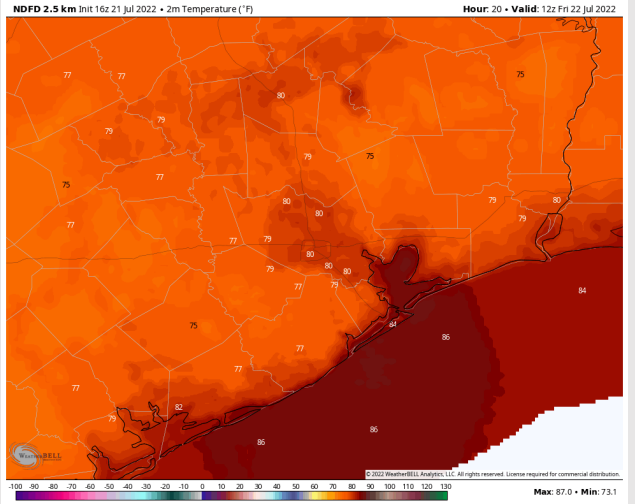 NDFD 2.5 km Init 16z 21 Jul 2022 • 2m Temperature (°F) Hour: 20 • Valid: 12z Fri 22 Jul 2022
77 77 75
80
79 79
79 75
75 77
80 80 79 80
79
77 77 79
80
79 80 80
77 79 84
75 84 86
77
77
77
82
79
86
86
WeatherBELL
© 2022 WeatherBELL Analytics, LLC. All rights reserved. License required for commercial distribution.
-100 -90 -80 -70 -60 -50 -40 -30 -20 -10 0 10 20 30 40 50 60 70 80 90 100 110 120 130
Max: 87.0 • Min: 73.1